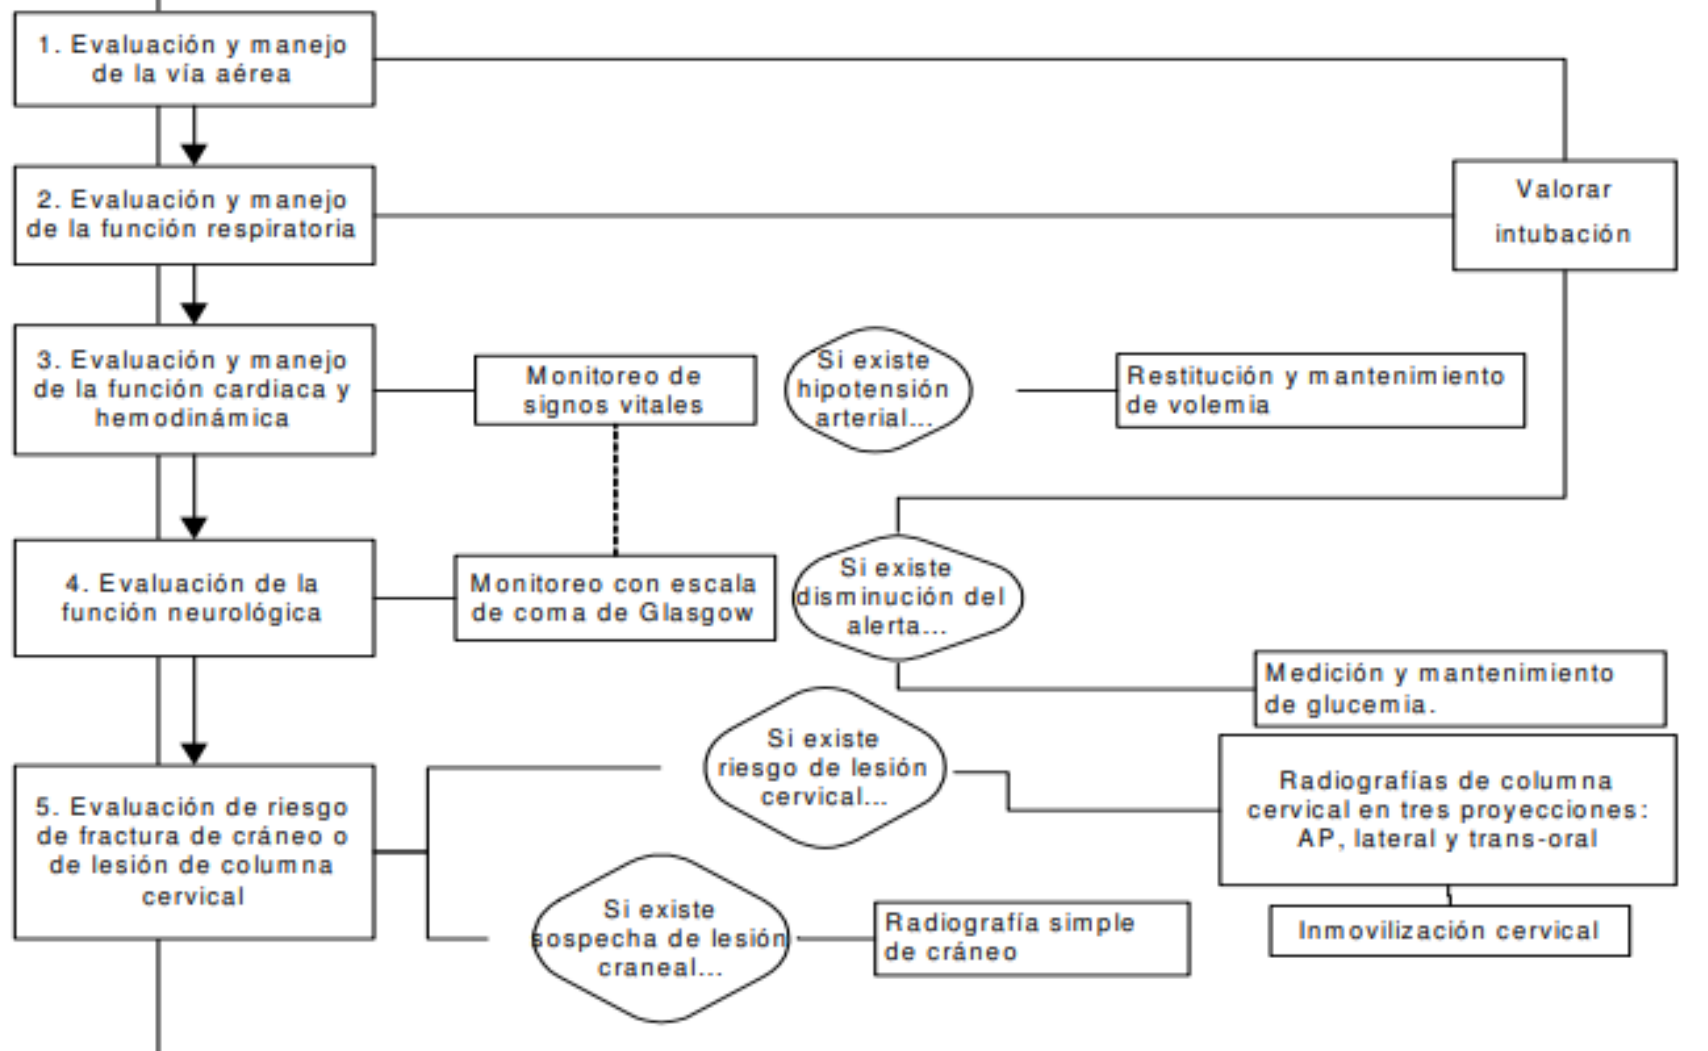 1. Evaluación y manejo
de la vía aérea
2. Evaluación y manejo
de la función respiratoria
Valorar
intubación
3. Evaluación y manejo
de la función cardiaca y
hemodinámica
Monitoreo de
signos vitales
Si existe
hipotensión
arterial...
Restitución y mantenimiento
de volemia
4. Evaluación de la
función neurológica
Monitoreo con escala
de coma de Glasgow
Si existe
disminución del
alerta...
Medición y mantenimiento
de glucemia.
5. Evaluación de riesgo
de fractura de cráneo o
de lesión de columna
cervical
Si existe
riesgo de lesión
cervical...
Radiografías de columna
cervical en tres proyecciones:
AP, lateral y trans-oral
Inmovilización cervical
Si existe
sospecha de lesión
craneal...
Radiografía simple
de cráneo